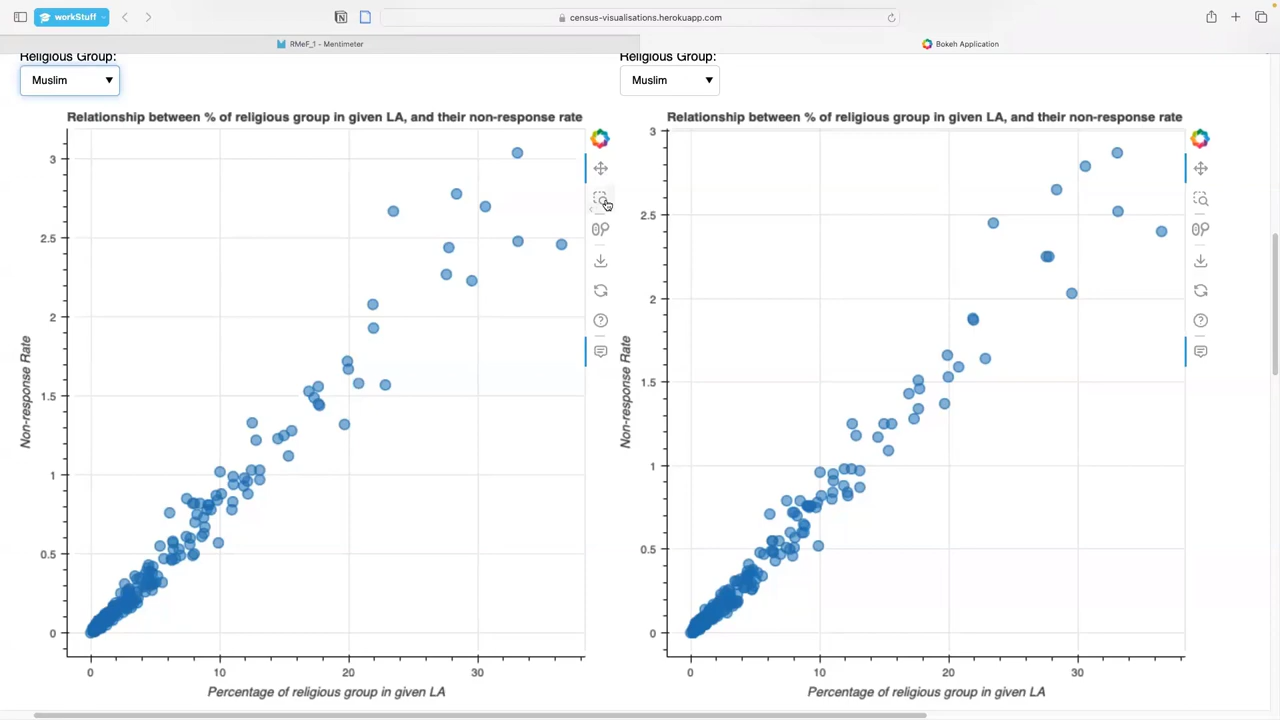 workStuff
census-visualisations.herokuapp.com
RMeF_1 - Mentimeter
Bokeh Application
Religious Group:
Religious Group:
Muslim
Muslim
Relationship between % of religious group in given LA, and their non-response rate
3
2.5
2
1.5
1
0.5
0
Non-response Rate
0
10
20
30
Percentage of religious group in given LA
Relationship between % of religious group in given LA, and their non-response rate
3
2.5
2
1.5
1
0.5
0
Non-response Rate
0
10
20
30
Percentage of religious group in given LA